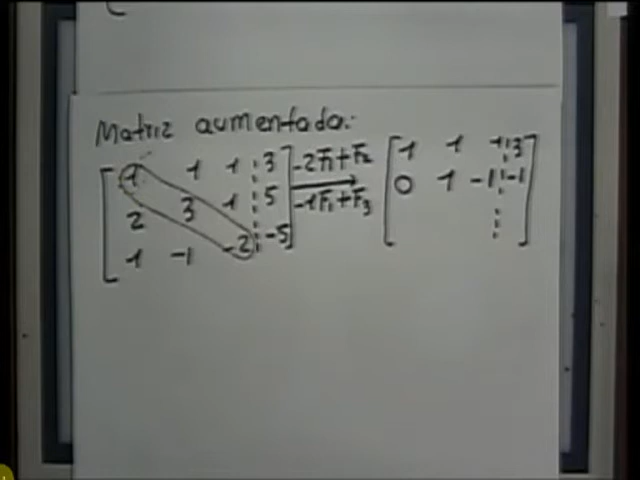 Matriz aumentada:
1 1 1 3 -2F1+F2 1 1 1 3
2 3 1 5 -1F1+F3 0 1 -1 -1
1 -1 -2 -5